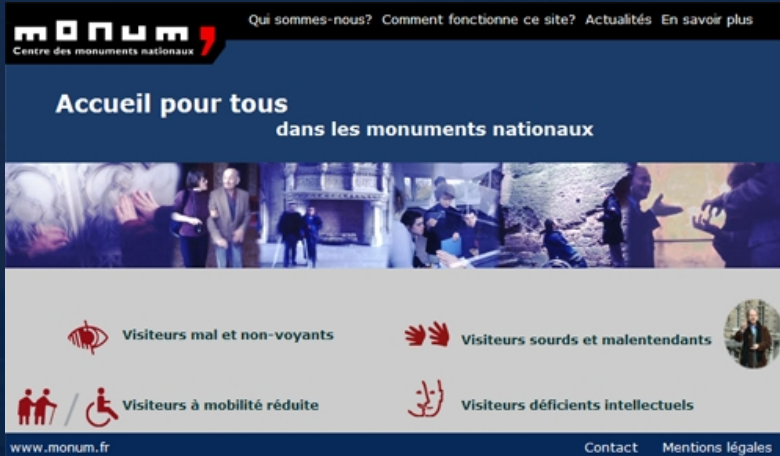 monum,
Centre des monuments nationaux
Qui sommes-nous? Comment fonctionne ce site? Actualités En savoir plus
Accueil pour tous
dans les monuments nationaux
Visiteurs mal et non-voyants
Visiteurs sourds et malentendants
Visiteurs à mobilité réduite
Visiteurs déficients intellectuels
www.monum.fr
Contact Mentions légales